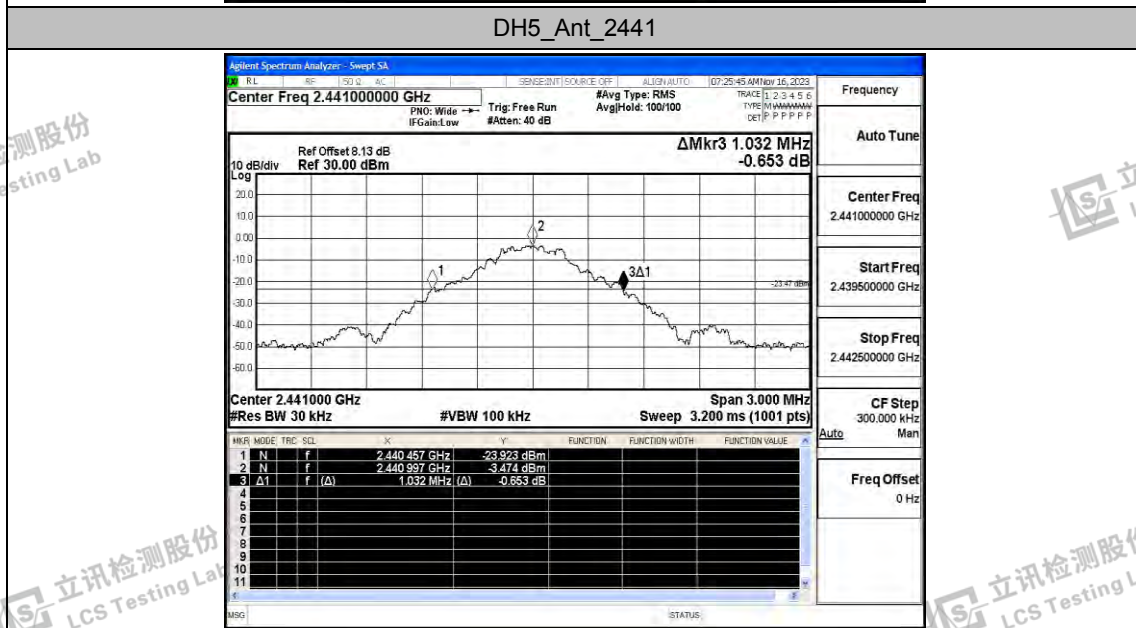 DH5_Ant_2441
Agilent Spectrum Analyzer - Swept SA
RL RF 50 Ω AC SENSE:INT SOURCE OFF ALIGN AUTO 07:25:45 AM Nov 16, 2023
Center Freq 2.441000000 GHz
PNO: Wide
IFGain:Low
Trig: Free Run
#Atten: 40 dB
#Avg Type: RMS
Avg|Hold: 100/100
TRACE 1 2 3 4 5 6
TYPE
DET P P P P P P
Frequency
Auto Tune
Center Freq
2.441000000 GHz
Start Freq
2.439500000 GHz
Stop Freq
2.442500000 GHz
CF Step
300.000 kHz
Auto Man
Freq Offset
0 Hz
ΔMkr3 1.032 MHz
-0.653 dB
Ref Offset 8.13 dB
10 dB/div Ref 30.00 dBm
Log
20.0
10.0
0.00
-10.0
-20.0
-30.0
-40.0
-50.0
-60.0
1
2
3Δ1
-23.47 dBm
Center 2.441000 GHz Span 3.000 MHz
#Res BW 30 kHz #VBW 100 kHz Sweep 3.200 ms (1001 pts)
MKR MODE TRC SCL X Y FUNCTION FUNCTION WIDTH FUNCTION VALUE
1 N f 2.440 457 GHz -23.923 dBm
2 N f 2.440 997 GHz -3.474 dBm
3 Δ1 f (Δ) 1.032 MHz (Δ) -0.653 dB
4
5
6
7
8
9
10
11
MSG STATUS
检测股份
esting Lab
立讯检测股份
LCS Testing Lab
立讯检测股份
LCS Testing L